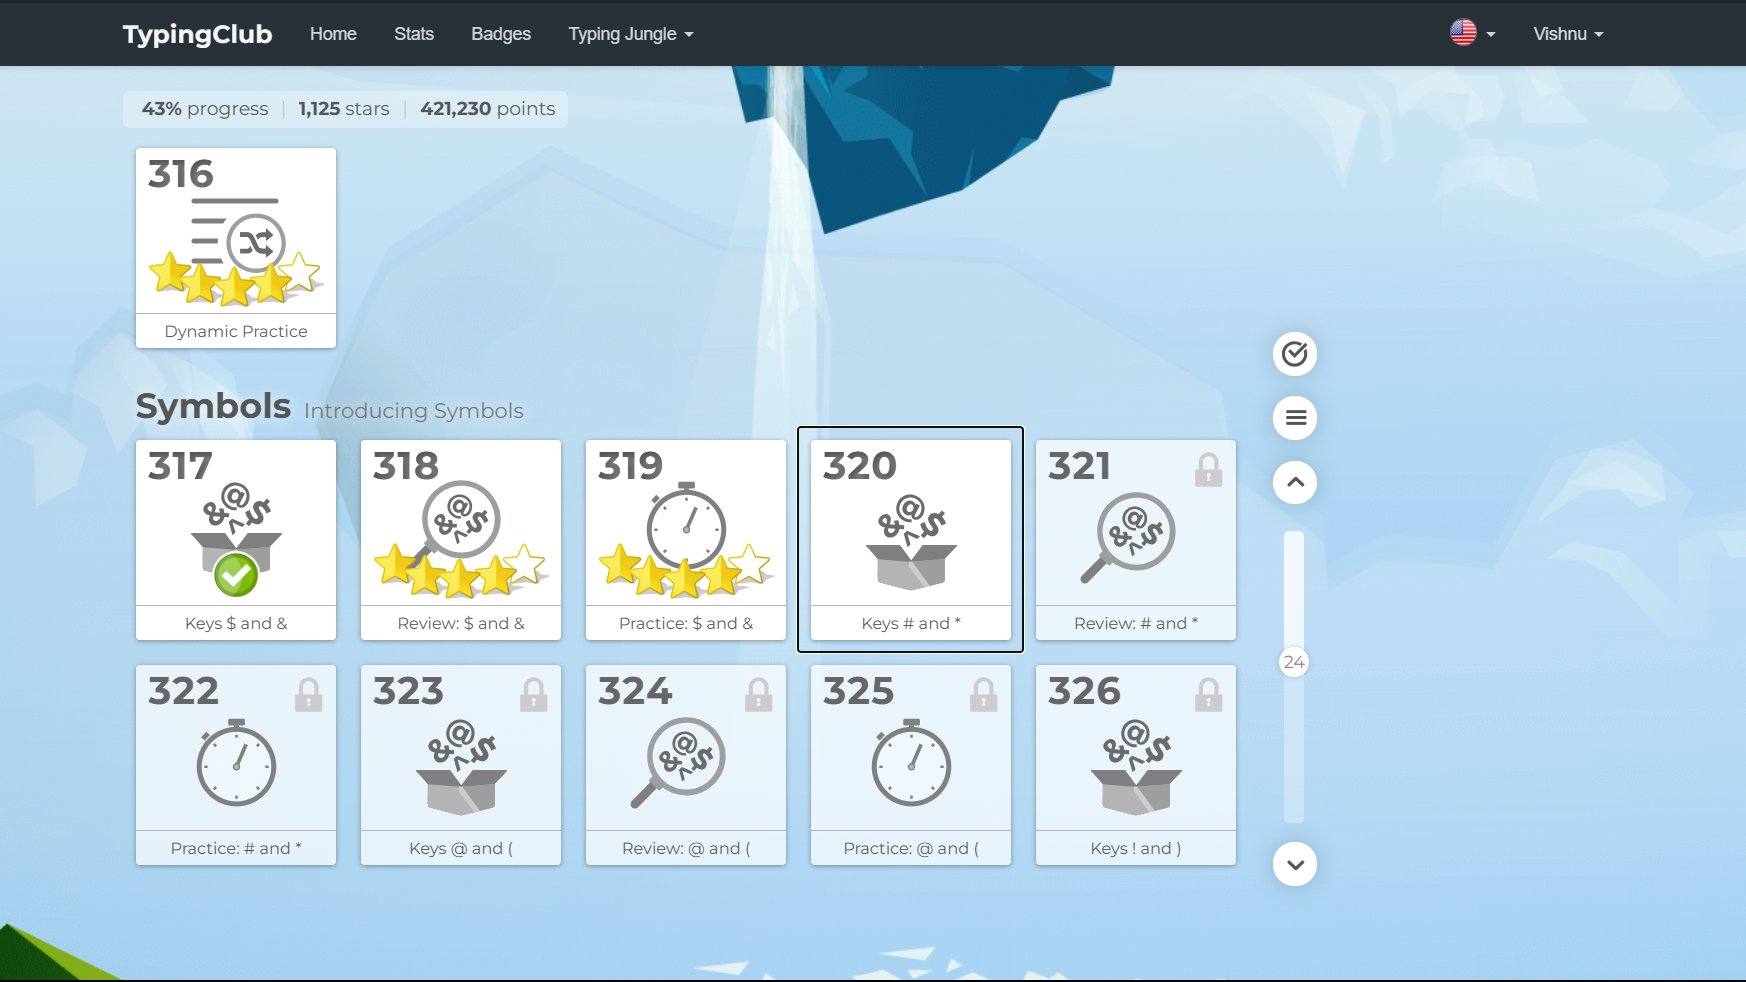 TypingClub Home Stats Badges Typing Jungle Vishnu
43% progress | 1,125 stars | 421,230 points
316
Dynamic Practice
Symbols Introducing Symbols
317 318 319 320 321
Keys $ and & Review: $ and & Practice: $ and & Keys # and * Review: # and *
24
322 323 324 325 326
Practice: # and * Keys @ and ( Review: @ and ( Practice: @ and ( Keys ! and )